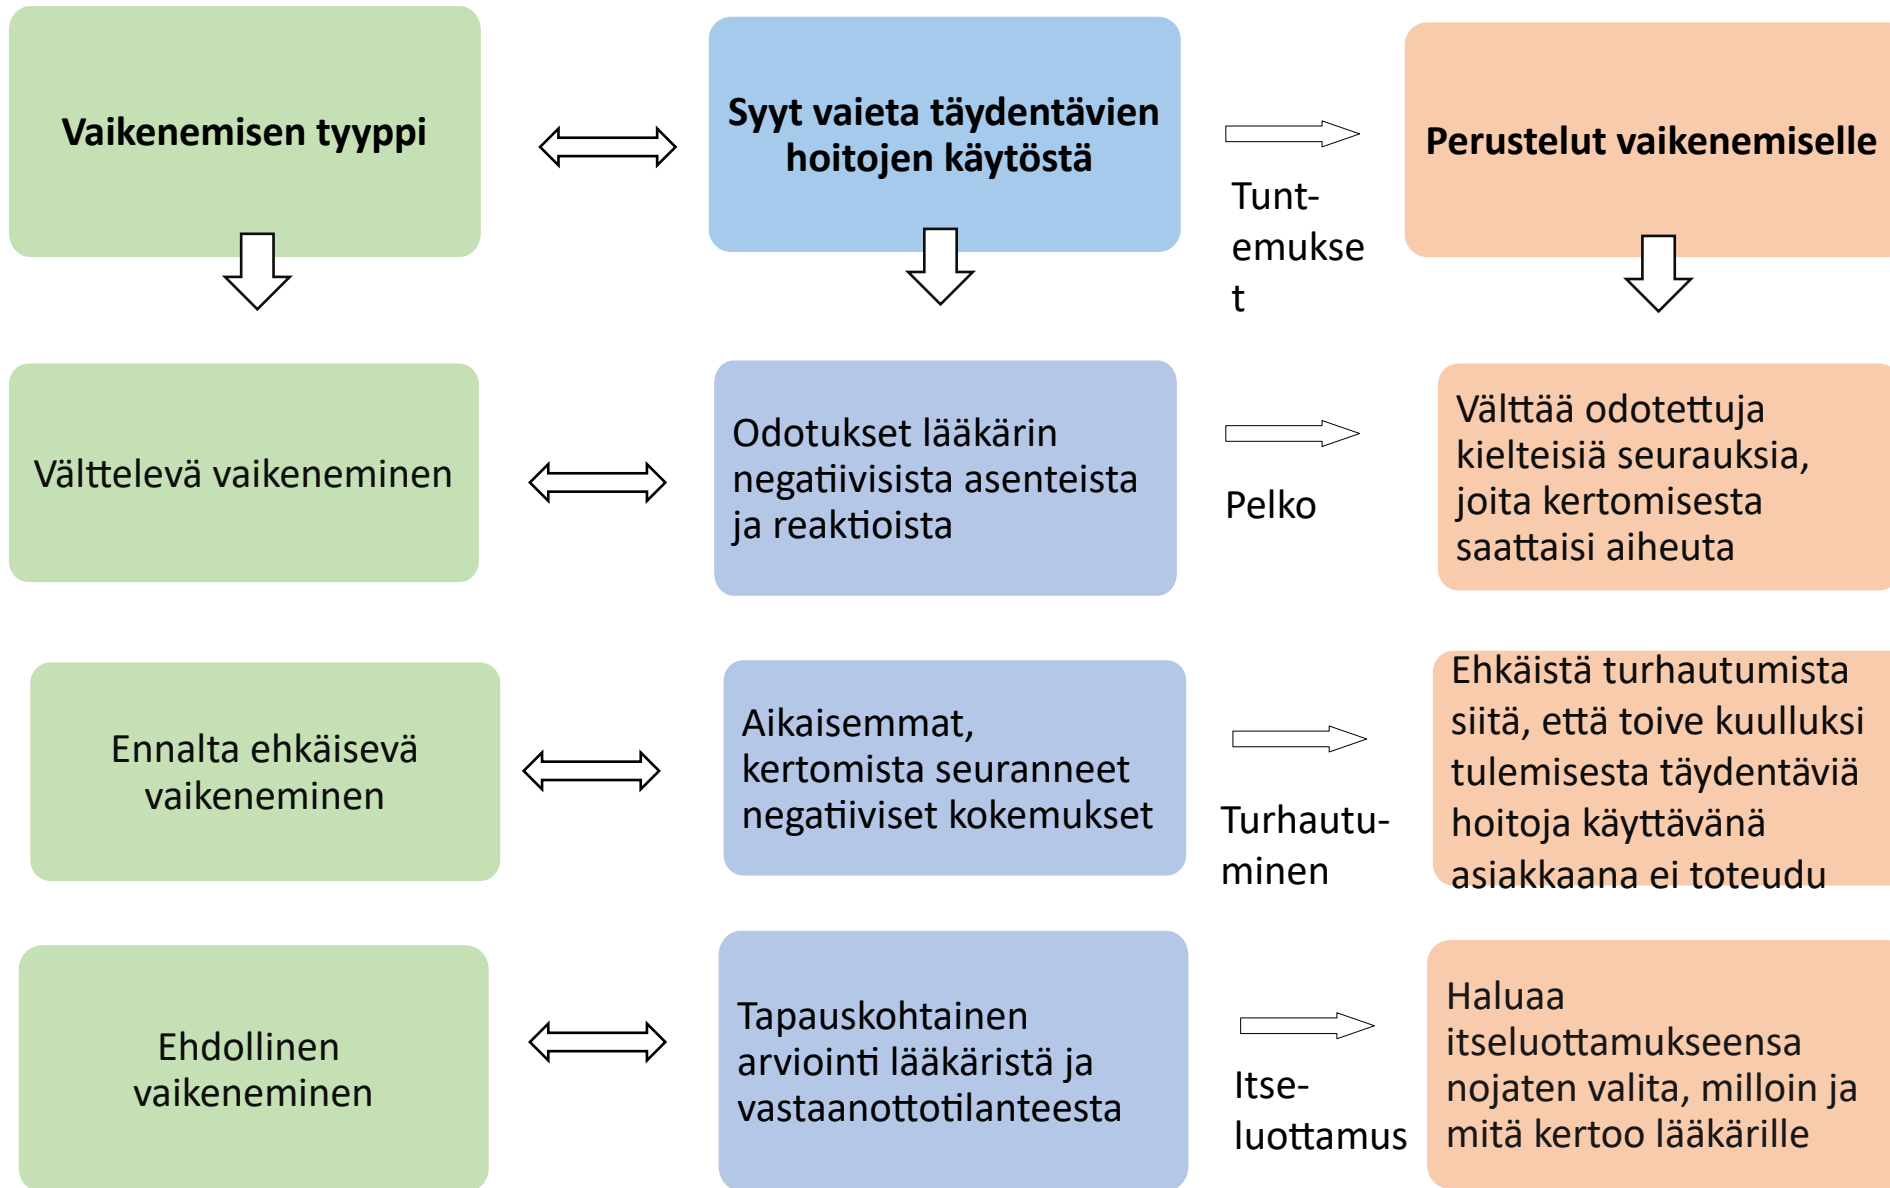 Vaikenemisen tyyppi
Syyt vaieta täydentävien
hoitojen käytöstä
Tunt-
emukse
t
Perustelut vaikenemiselle
Välttelevä vaikeneminen
Odotukset lääkärin
negatiivisista asenteista
ja reaktioista
Pelko
Välttää odotettuja
kielteisiä seurauksia,
joita kertomisesta
saattaisi aiheuta
Ennalta ehkäisevä
vaikeneminen
Aikaisemmat,
kertomista seuranneet
negatiiviset kokemukset
Turhautu-
minen
Ehkäistä turhautumista
siitä, että toive kuulluksi
tulemisesta täydentäviä
hoitoja käyttävänä
asiakkaana ei toteudu
Ehdollinen
vaikeneminen
Tapauskohtainen
arviointi lääkäristä ja
vastaanottotilanteesta
Itse-
luottamus
Haluaa
itseluottamukseensa
nojaten valita, milloin ja
mitä kertoo lääkärille